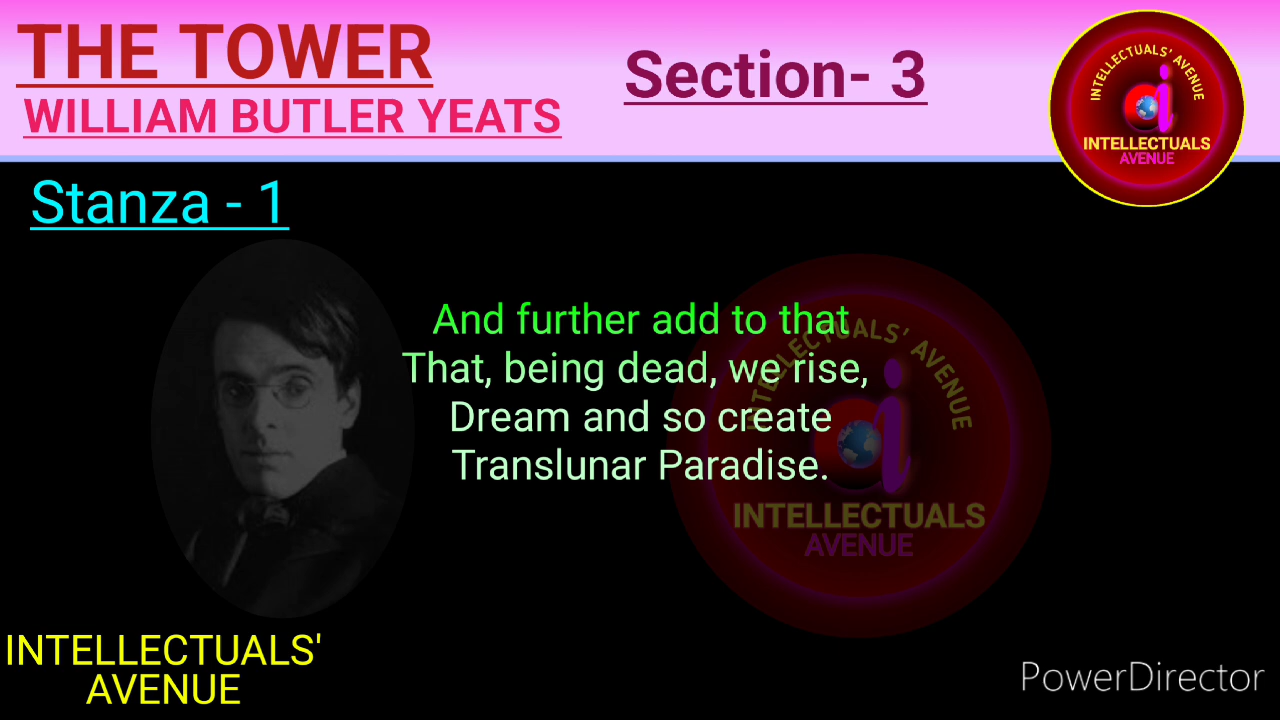 THE TOWER
WILLIAM BUTLER YEATS
Section- 3
INTELLECTUALS' AVENUE
i
INTELLECTUALS
AVENUE
Stanza - 1
And further add to that
That, being dead, we rise,
Dream and so create
Translunar Paradise.
INTELLECTUALS' AVENUE
i
INTELLECTUALS
AVENUE
INTELLECTUALS'
AVENUE
PowerDirector